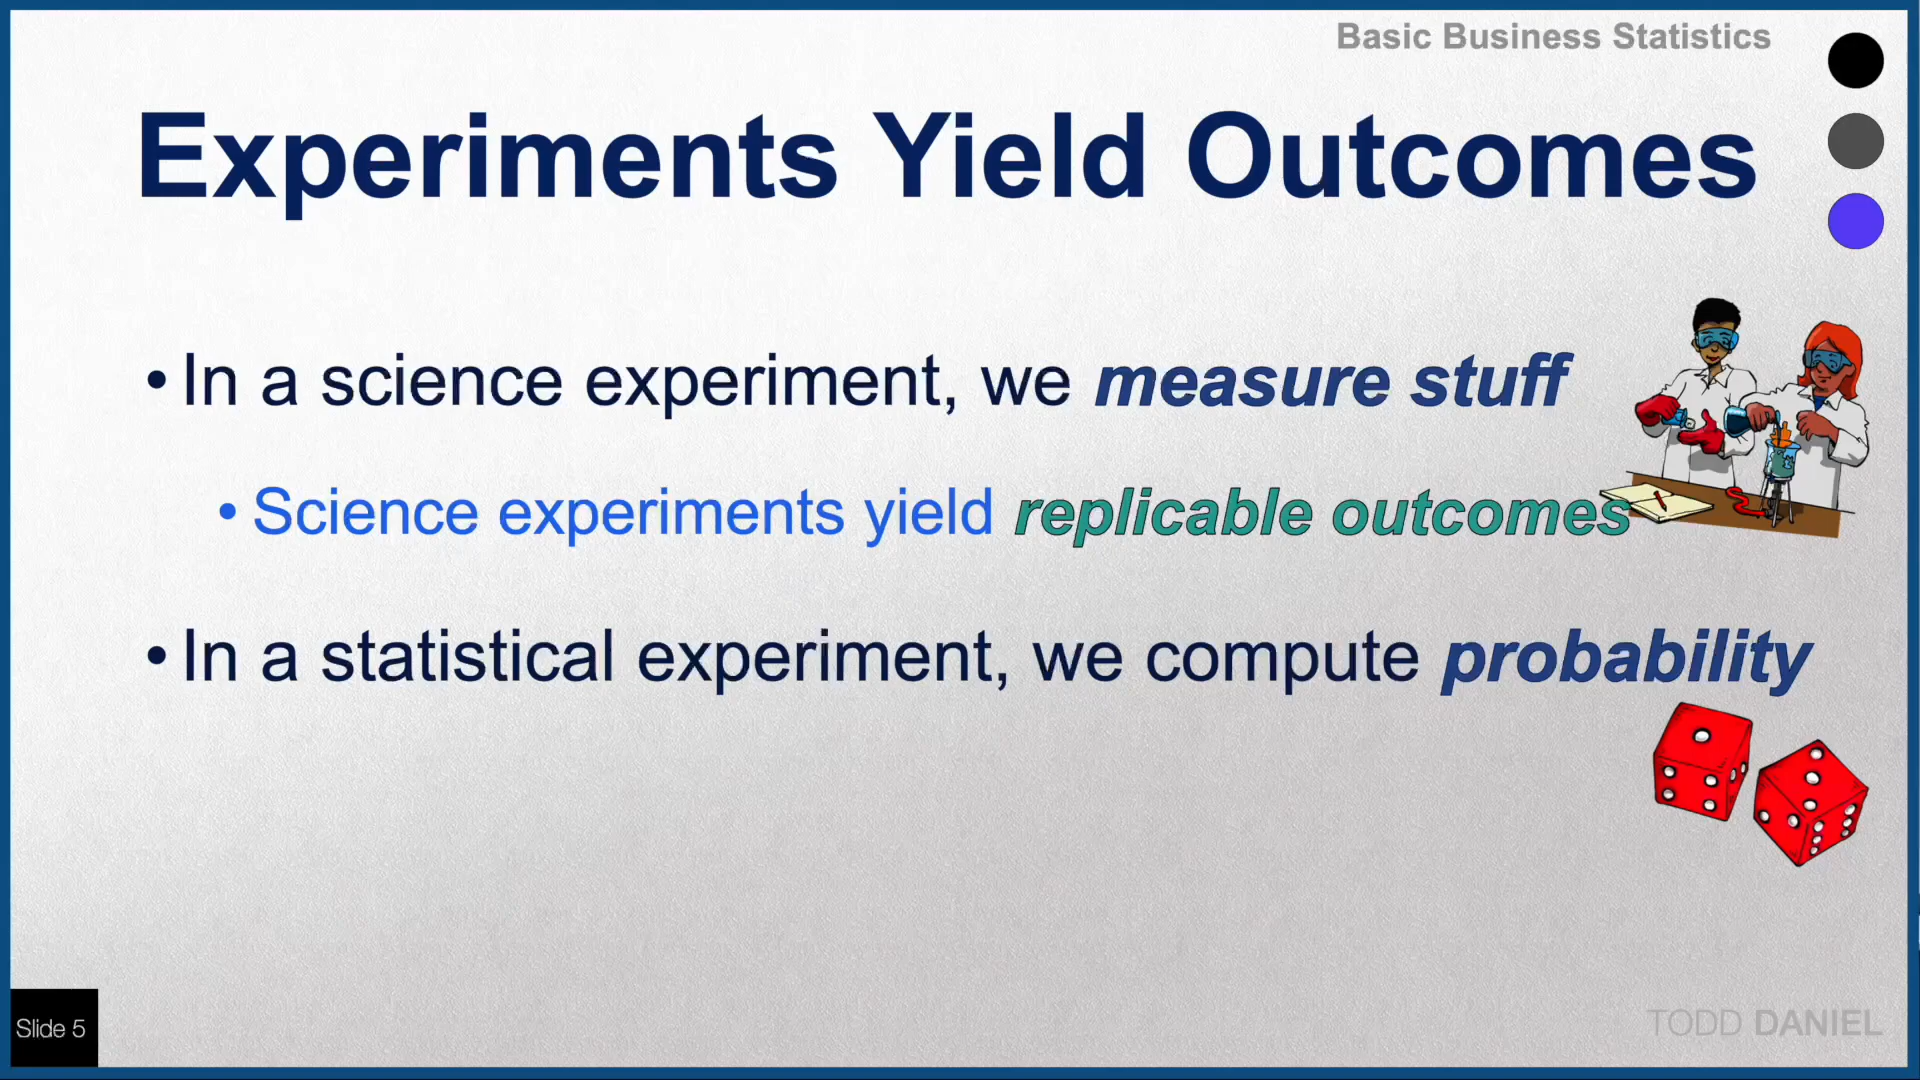 Basic Business Statistics
Experiments Yield Outcomes
• In a science experiment, we measure stuff
• Science experiments yield replicable outcomes
• In a statistical experiment, we compute probability
Slide 5
TODD DANIEL